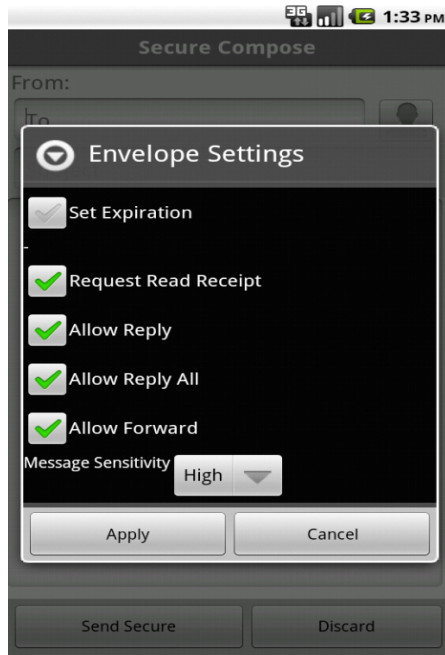 3G 1:33 PM
Secure Compose
From:
To
Envelope Settings
Set Expiration
-
Request Read Receipt
Allow Reply
Allow Reply All
Allow Forward
Message Sensitivity High
Apply Cancel
Send Secure Discard